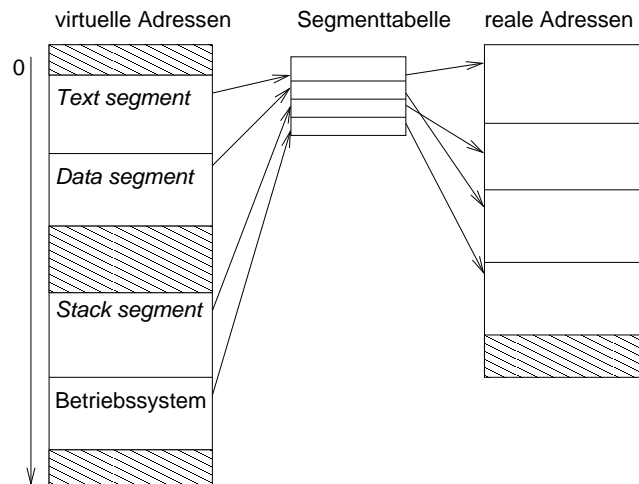 virtuelle Adressen
Segmenttabelle
reale Adressen
0
Text segment
Data segment
Stack segment
Betriebssystem